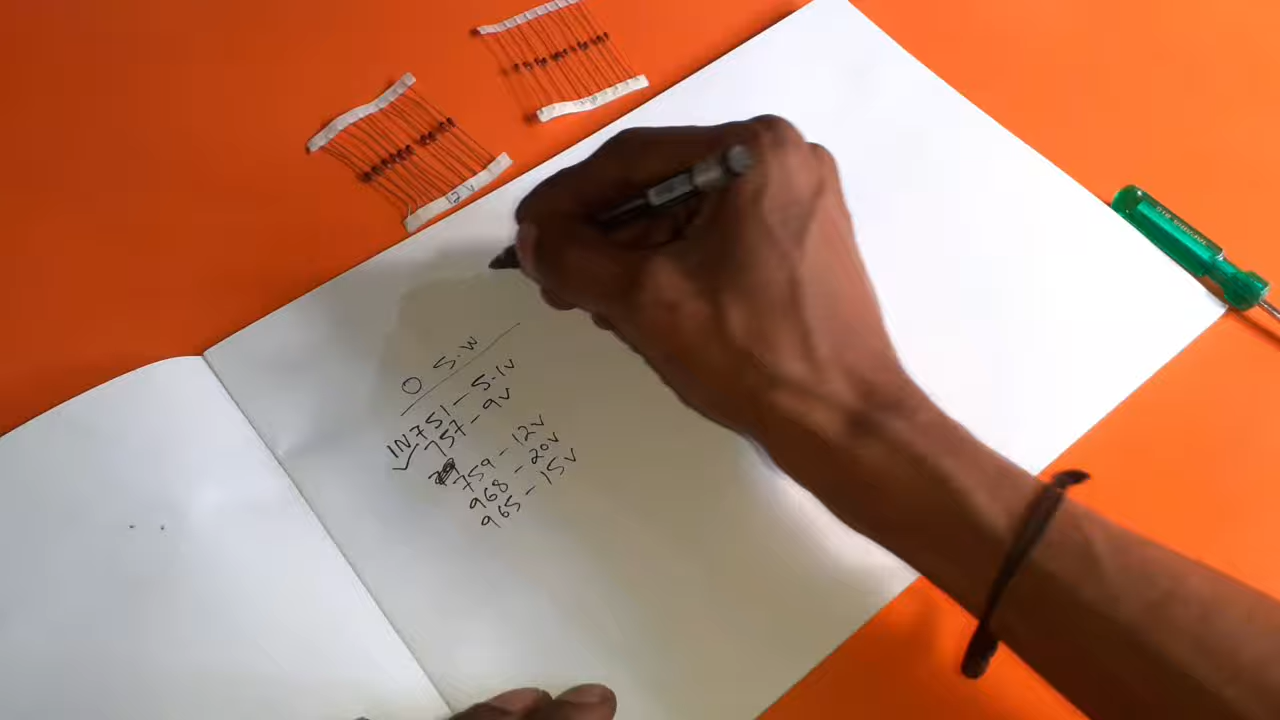 12 V
0 5.W
IN751 - 5.1V
757 - 9V
759 - 12V
968 - 20V
965 - 15V